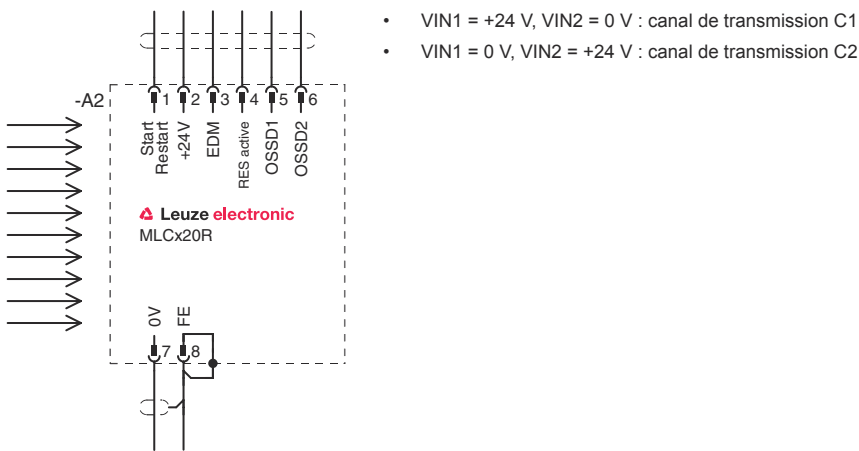 • VIN1 = +24 V, VIN2 = 0 V : canal de transmission C1
• VIN1 = 0 V, VIN2 = +24 V : canal de transmission C2
-A2
1 2 3 4 5 6
Start
Restart
+24V
EDM
RES active
OSSD1
OSSD2
Leuze electronic
MLCx20R
0V
FE
7 8